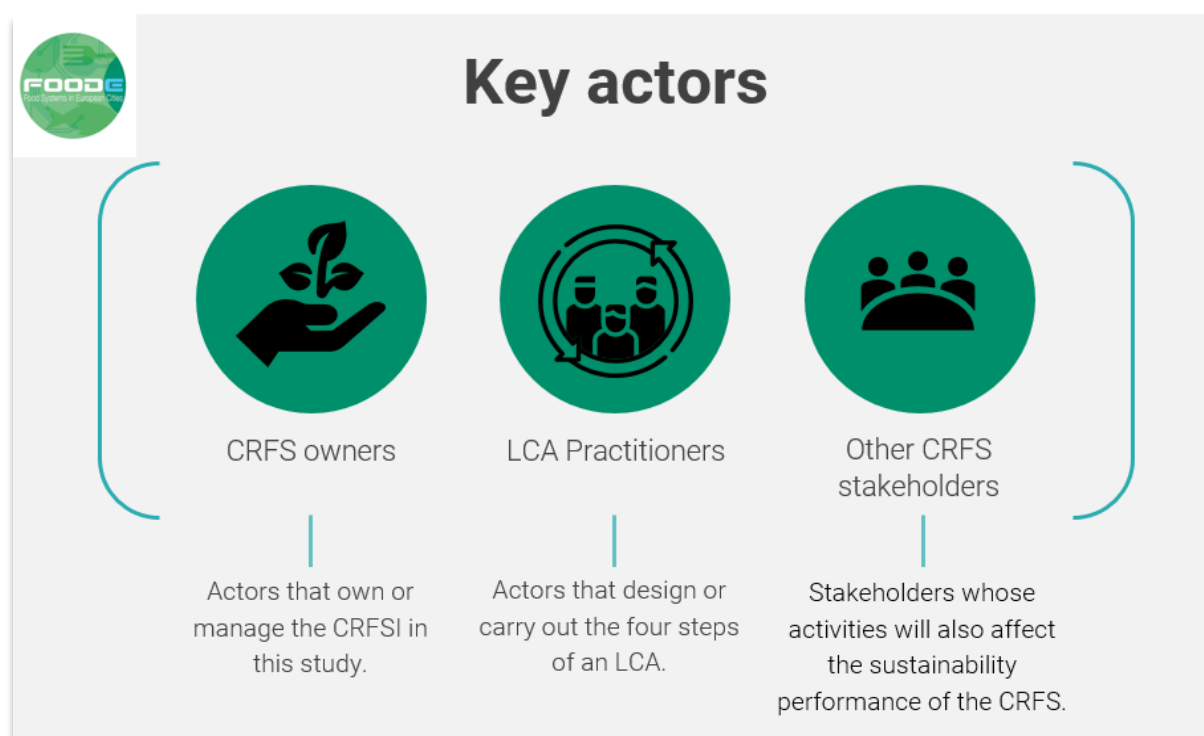 FOODE
Food Systems in European Cities
Key actors
CRFS owners
LCA Practitioners
Other CRFS
stakeholders
Actors that own or
manage the CRFSI in
this study.
Actors that design or
carry out the four steps
of an LCA.
Stakeholders whose
activities will also affect
the sustainability
performance of the CRFS.